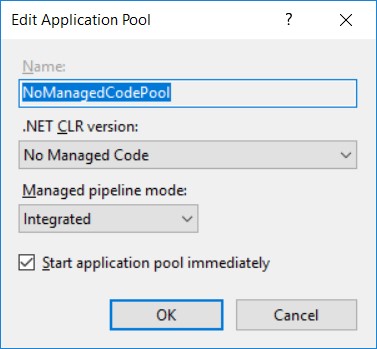 Edit Application Pool
?
Name:
NoManagedCodePool
.NET CLR version:
No Managed Code
Managed pipeline mode:
Integrated
Start application pool immediately
OK Cancel